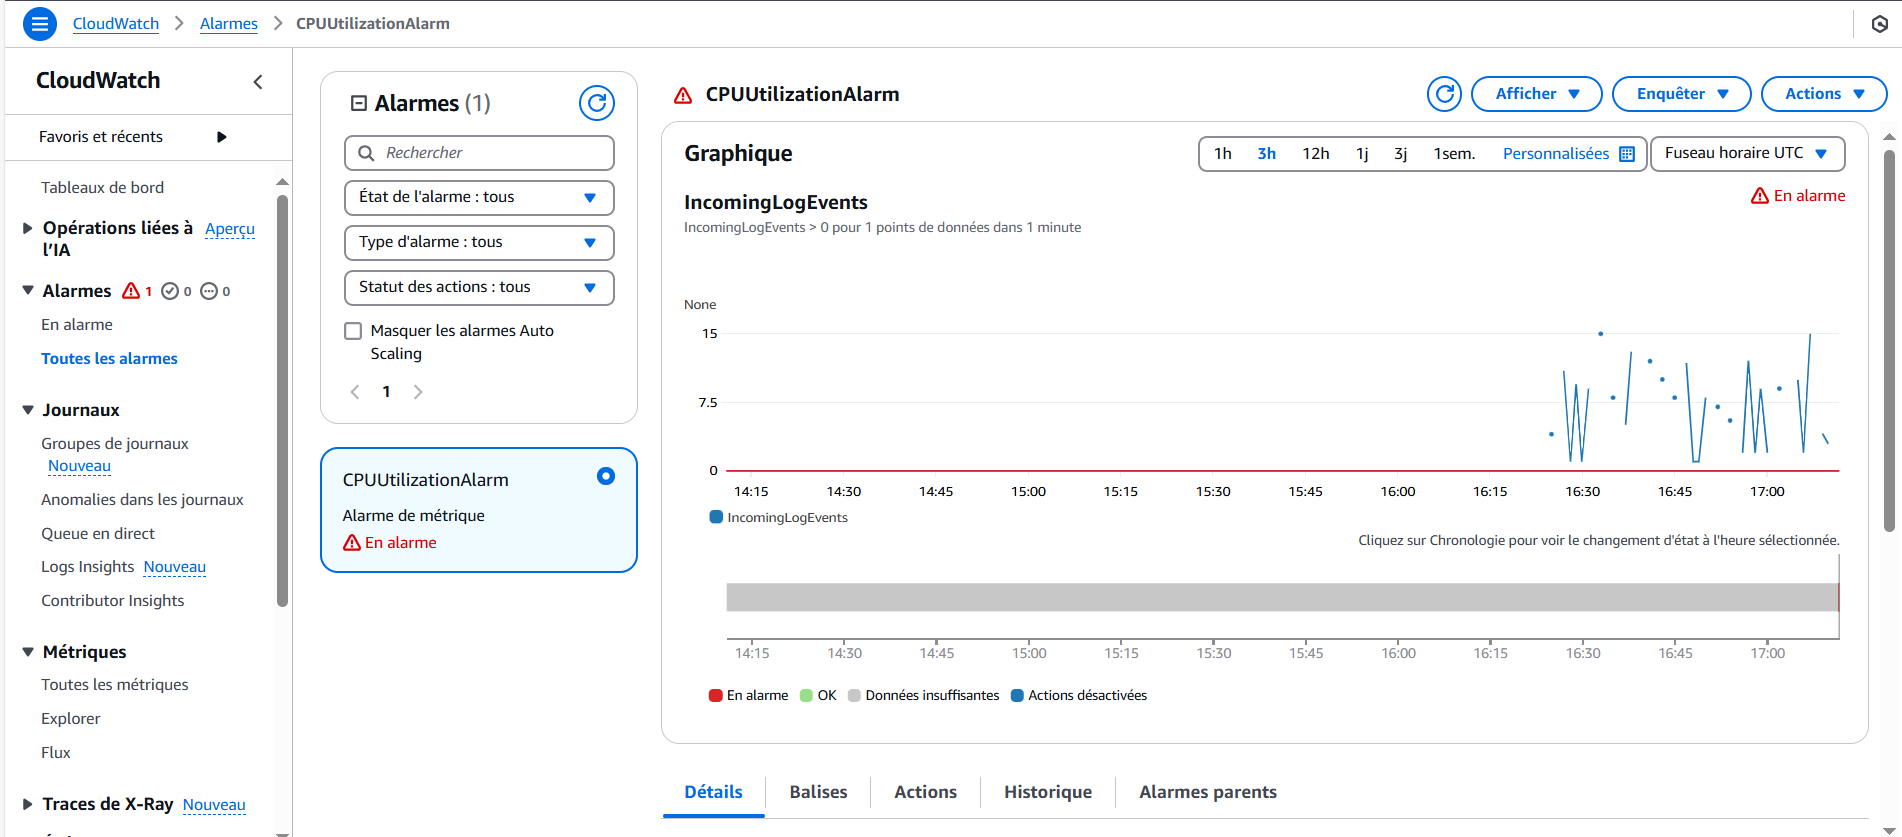 CloudWatch > Alarmes > CPUUtilizationAlarm
CloudWatch
Favoris et récents
Tableaux de bord
Opérations liées à l'IA Aperçu
Alarmes 1 0 0
En alarme
Toutes les alarmes
Journaux
Groupes de journaux
Nouveau
Anomalies dans les journaux
Queue en direct
Logs Insights Nouveau
Contributor Insights
Métriques
Toutes les métriques
Explorer
Flux
Traces de X-Ray Nouveau
Alarmes (1)
Rechercher
État de l'alarme : tous
Type d'alarme : tous
Statut des actions : tous
Masquer les alarmes Auto
Scaling
1
CPUUtilizationAlarm
Alarme de métrique
En alarme
CPUUtilizationAlarm
Afficher
Enquêter
Actions
Graphique
1h 3h 12h 1j 3j 1sem. Personnalisées
Fuseau horaire UTC
IncomingLogEvents
En alarme
IncomingLogEvents > 0 pour 1 points de données dans 1 minute
None
15
7.5
0
14:15 14:30 14:45 15:00 15:15 15:30 15:45 16:00 16:15 16:30 16:45 17:00
IncomingLogEvents
Cliquez sur Chronologie pour voir le changement d'état à l'heure sélectionnée.
14:15 14:30 14:45 15:00 15:15 15:30 15:45 16:00 16:15 16:30 16:45 17:00
En alarme OK Données insuffisantes Actions désactivées
Détails Balises Actions Historique Alarmes parents